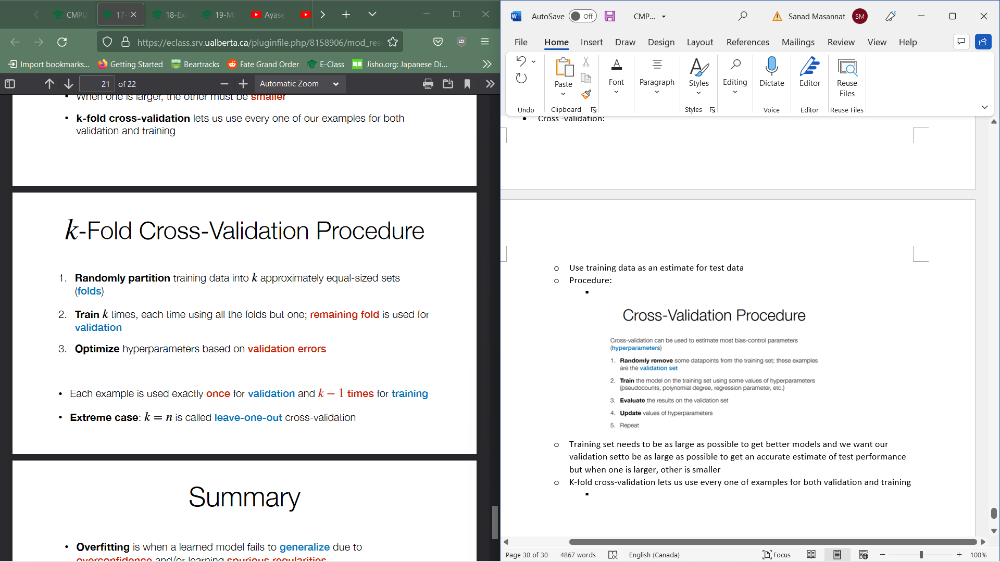 CMPU
17-
18-Exa
19-Mo
Ayase
https://eclass.srv.ualberta.ca/pluginfile.php/8158906/mod_res
Import bookmarks...
Getting Started
Beartracks
Fate Grand Order
E-Class
Jisho.org: Japanese Di...
21 of 22
Automatic Zoom
When one is larger, the other must be smaller
k-fold cross-validation lets us use every one of our examples for both
validation and training
k-Fold Cross-Validation Procedure
1. Randomly partition training data into k approximately equal-sized sets
(folds)
2. Train k times, each time using all the folds but one; remaining fold is used for
validation
3. Optimize hyperparameters based on validation errors
• Each example is used exactly once for validation and k − 1 times for training
• Extreme case: k = n is called leave-one-out cross-validation
Summary
• Overfitting is when a learned model fails to generalize due to
overconfidence and/or learning spurious regularities
AutoSave Off
CMP...
Sanad Masannat
SM
File Home Insert Draw Design Layout References Mailings Review View Help
Paste
Font
Paragraph
Styles
Editing
Dictate
Editor
Reuse
Files
Undo
Clipboard
Styles
Voice
Editor
Reuse Files
• Cross -validation:
o Use training data as an estimate for test data
o Procedure:
Cross-Validation Procedure
Cross-validation can be used to estimate most bias-control parameters
(hyperparameters)
1. Randomly remove some datapoints from the training set; these examples
are the validation set
2. Train the model on the training set using some values of hyperparameters
(pseudocounts, polynomial degree, regression parameter, etc.)
3. Evaluate the results on the validation set
4. Update values of hyperparameters
5. Repeat
o Training set needs to be as large as possible to get better models and we want our
validation setto be as large as possible to get an accurate estimate of test performance
but when one is larger, other is smaller
o K-fold cross-validation lets us use every one of examples for both validation and training
Page 30 of 30
4867 words
English (Canada)
Focus
100%